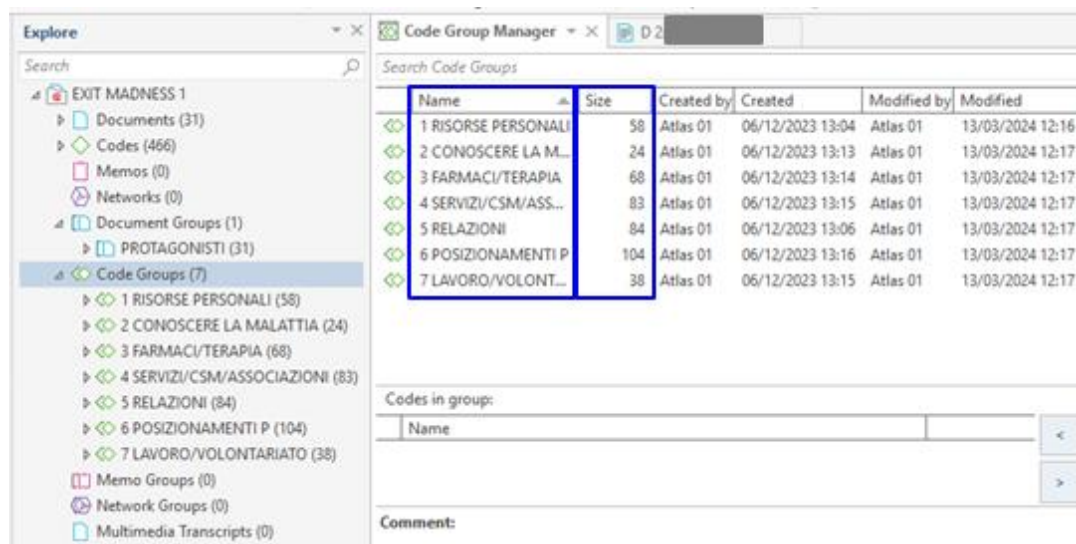 Explore
Search
EXIT MADNESS 1
Documents (31)
Codes (466)
Memos (0)
Networks (0)
Document Groups (1)
PROTAGONISTI (31)
Code Groups (7)
1 RISORSE PERSONALI (58)
2 CONOSCERE LA MALATTIA (24)
3 FARMACI/TERAPIA (68)
4 SERVIZI/CSM/ASSOCIAZIONI (83)
5 RELAZIONI (84)
6 POSIZIONAMENTI P (104)
7 LAVORO/VOLONTARIATO (38)
Memo Groups (0)
Network Groups (0)
Multimedia Transcripts (0)
Code Group Manager D 2
Search Code Groups
Name Size Created by Created Modified by Modified
1 RISORSE PERSONALI 58 Atlas 01 06/12/2023 13:04 Atlas 01 13/03/2024 12:16
2 CONOSCERE LA M... 24 Atlas 01 06/12/2023 13:13 Atlas 01 13/03/2024 12:17
3 FARMACI/TERAPIA 68 Atlas 01 06/12/2023 13:14 Atlas 01 13/03/2024 12:17
4 SERVIZI/CSM/ASS... 83 Atlas 01 06/12/2023 13:15 Atlas 01 13/03/2024 12:17
5 RELAZIONI 84 Atlas 01 06/12/2023 13:06 Atlas 01 13/03/2024 12:17
6 POSIZIONAMENTI P 104 Atlas 01 06/12/2023 13:16 Atlas 01 13/03/2024 12:17
7 LAVORO/VOLONT... 38 Atlas 01 06/12/2023 13:15 Atlas 01 13/03/2024 12:17
Codes in group:
Name
<
>
Comment: